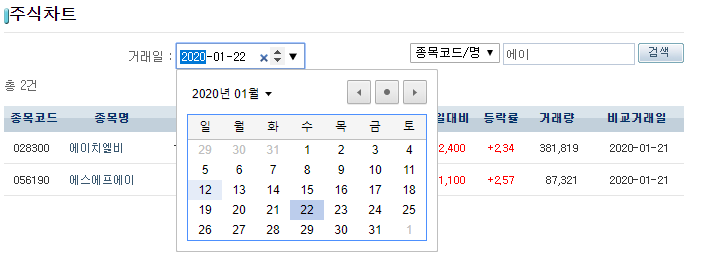 주식차트
거래일 : 2020-01-22 종목코드/명 에이 검색
총 2건
2020년 01월
종목코드 종목명 일대비 등락률 거래량 비교거래일
일 월 화 수 목 금 토
29 30 31 1 2 3 4
028300 에이치엘비 2,400 +2.34 381,819 2020-01-21
5 6 7 8 9 10 11
056190 에스에프에이 1,100 +2.57 87,321 2020-01-21
12 13 14 15 16 17 18
19 20 21 22 23 24 25
26 27 28 29 30 31 1